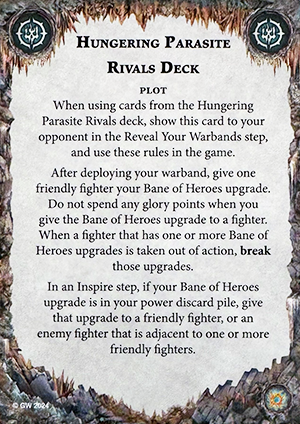 Hungering Parasite
Rivals Deck
PLOT
When using cards from the Hungering
Parasite Rivals deck, show this card to your
opponent in the Reveal Your Warbands step,
and use these rules in the game.
After deploying your warband, give one
friendly fighter your Bane of Heroes upgrade.
Do not spend any glory points when you
give the Bane of Heroes upgrade to a fighter.
When a fighter that has one or more Bane of
Heroes upgrades is taken out of action, break
those upgrades.
In an Inspire step, if your Bane of Heroes
upgrade is in your power discard pile, give
that upgrade to a friendly fighter, or an
enemy fighter that is adjacent to one or more
friendly fighters.
© GW 2024